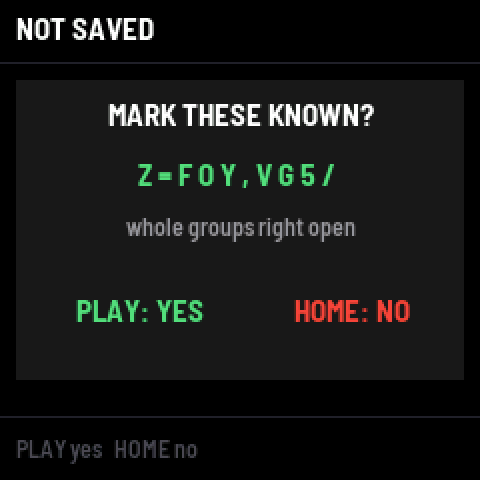 NOT SAVED
MARK THESE KNOWN?
Z=FOY,VG5/
whole groups right open
PLAY: YES HOME: NO
PLAY yes HOME no